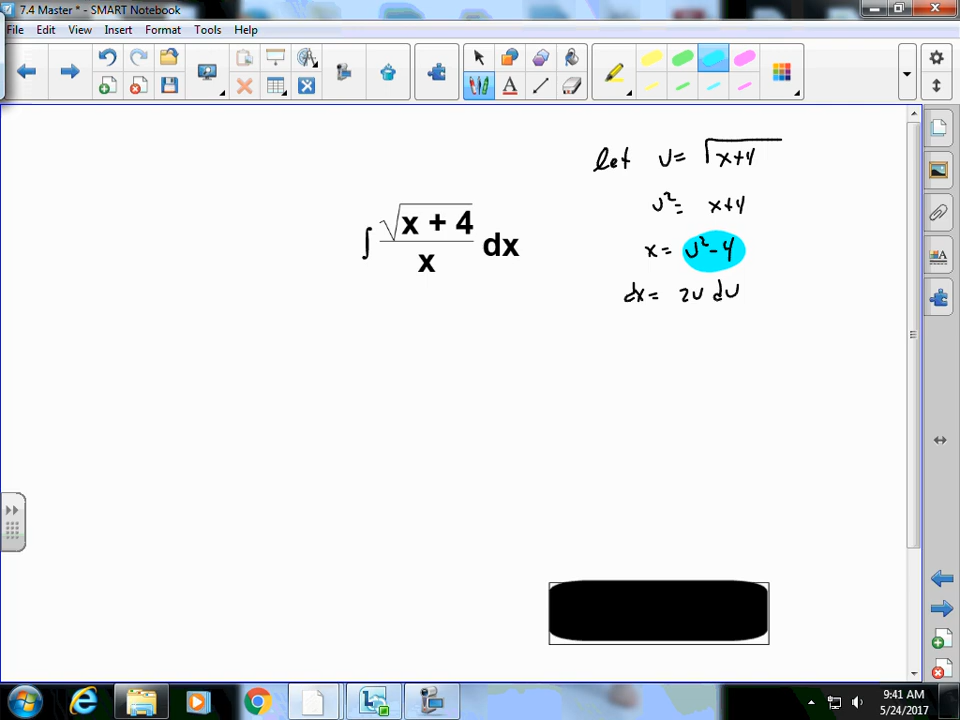 7.4 Master * - SMART Notebook
File Edit View Insert Format Tools Help
let u = √x+4
u² = x+4
∫ √x + 4 / x dx
x = u² - 4
dx = 2u du
9:41 AM
5/24/2017